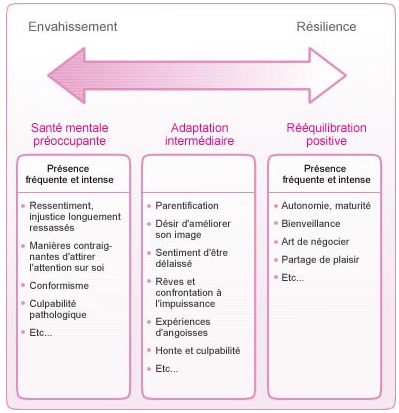 Envahissement
Résilience
Santé mentale
préoccupante
Présence
fréquente et intense
Ressentiment,
injustice longuement
ressassés
Manières contraig-
nantes d'attirer
l'attention sur soi
Conformisme
Culpabilité
pathologique
Etc...
Adaptation
intermédiaire
Parentification
Désir d'améliorer
son image
Sentiment d'être
délaissé
Rêves et
confrontation à
l'impuissance
Expériences
d'angoisses
Honte et culpabilité
Etc...
Rééquilibration
positive
Présence
fréquente et intense
Autonomie, maturité
Bienveillance
Art de négocier
Partage de plaisir
Etc...